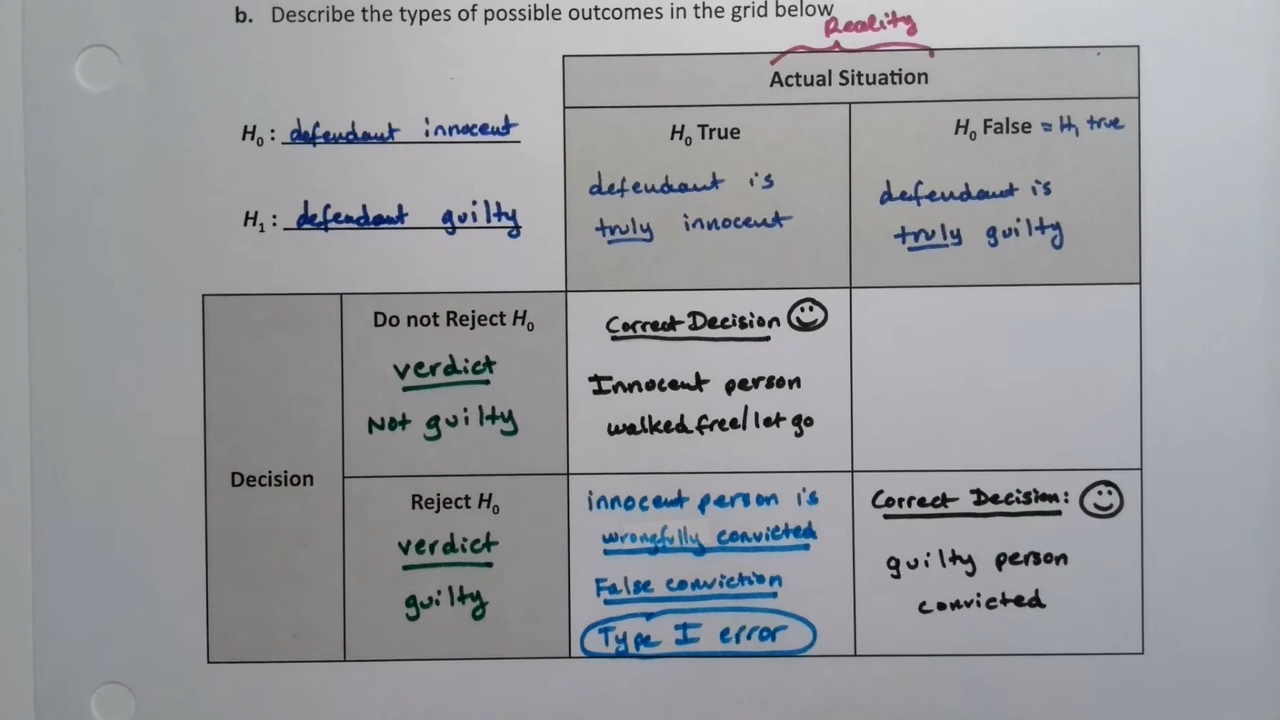 b. Describe the types of possible outcomes in the grid below
Reality
Actual Situation
H₀ : defendant innocent
H₁ : defendant guilty
H₀ True
defendant is
truly innocent
H₀ False = H₁ true
defendant is
truly guilty
Decision
Do not Reject H₀
verdict
Not guilty
Correct Decision
Innocent person
walked free/let go
Reject H₀
verdict
guilty
innocent person is
wrongfully convicted
False conviction
Type I error
Correct Decision:
guilty person
convicted